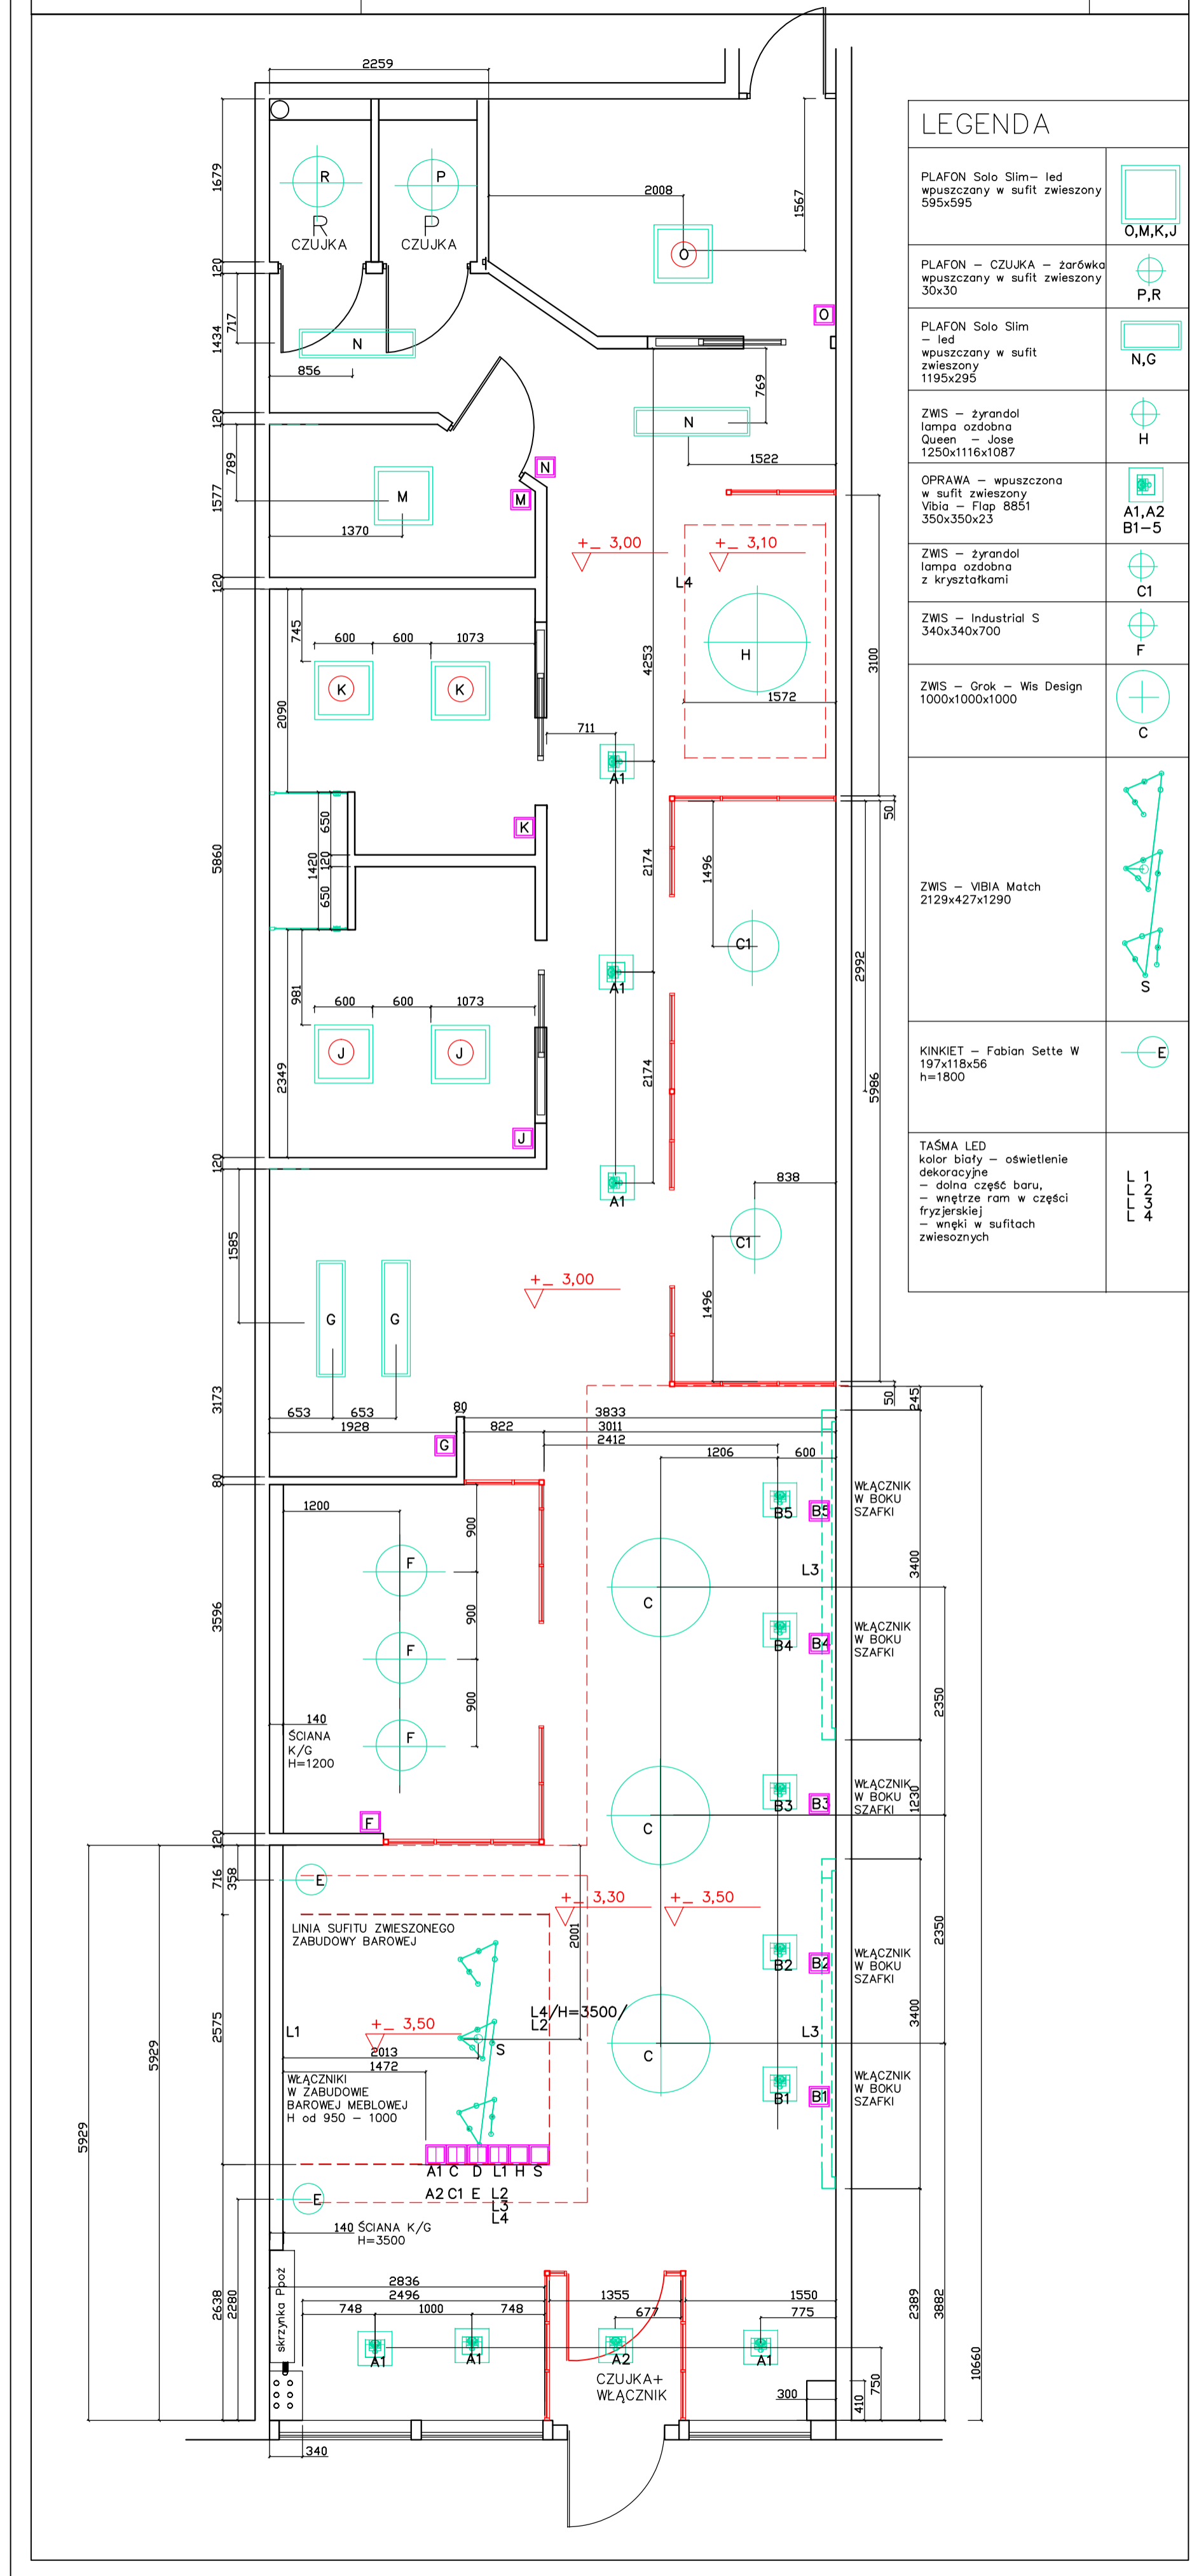 2259
1679
R
P
R
P
CZUJKA
CZUJKA
2008
1567
O
120
717
1434
N
O
856
769
N
1522
120
789
1577
M
N
M
1370
120
+_ 3,00
+_ 3,10
L4
745
600
600
1073
K
K
2090
4253
H
3100
1572
711
A1
50
K
650
1420
120
650
5860
2174
1496
C1
A1
2992
5986
981
600
600
1073
J
J
2349
2174
J
120
A1
838
1585
C1
+_ 3,00
G
G
1496
3173
653
653
1928
80
822
3833
3011
2412
50
245
G
1206
600
80
1200
900
B5
B5
WŁĄCZNIK
W BOKU
SZAFKI
F
C
L3
3400
3596
900
F
B4
B4
WŁĄCZNIK
W BOKU
SZAFKI
900
F
2350
140
ŚCIANA
K/G
H=1200
F
C
B3
B3
WŁĄCZNIK
W BOKU
SZAFKI
1230
120
716
358
E
+_ 3,30
+_ 3,50
LINIA SUFITU ZWIESZONEGO
ZABUDOWY BAROWEJ
2001
B2
B2
WŁĄCZNIK
W BOKU
SZAFKI
2350
L4/H=3500/
L2
L1
+_ 3,50
S
L3
3400
2575
2013
1472
C
WŁĄCZNIKI
W ZABUDOWIE
BAROWEJ MEBLOWEJ
H od 950 – 1000
B1
B1
WŁĄCZNIK
W BOKU
SZAFKI
5929
5929
A1 C D L1 H S
A2 C1 E L2
L3
L4
E
140 ŚCIANA K/G
H=3500
2638
2280
skrzynka Ppoż
2836
2496
1355
1550
748
1000
748
677
775
2389
3882
10660
A1
A1
A2
A1
CZUJKA+
WŁĄCZNIK
750
300
410
340
LEGENDA
PLAFON Solo Slim– led
wpuszczany w sufit zwieszony
595x595
O,M,K,J
PLAFON – CZUJKA – żarówka
wpuszczany w sufit zwieszony
30x30
P,R
PLAFON Solo Slim
– led
wpuszczany w sufit
zwieszony
1195x295
N,G
ZWIS – żyrandol
lampa ozdobna
Queen – Jose
1250x1116x1087
H
OPRAWA – wpuszczona
w sufit zwieszony
Vibia – Flap 8851
350x350x23
A1,A2
B1–5
ZWIS – żyrandol
lampa ozdobna
z kryształkami
C1
ZWIS – Industrial S
340x340x700
F
ZWIS – Grok – Wis Design
1000x1000x1000
C
ZWIS – VIBIA Match
2129x427x1290
S
KINKIET – Fabian Sette W
197x118x56
h=1800
E
TAŚMA LED
kolor biały – oświetlenie
dekoracyjne
– dolna część baru,
– wnętrze ram w części
fryzjerskiej
– wnęki w sufitach
zwiesoznych
L 1
L 2
L 3
L 4